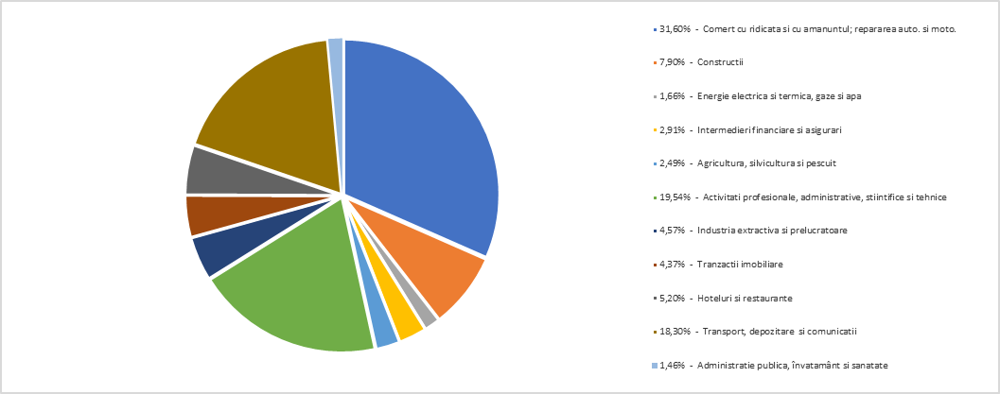 31,60% - Comert cu ridicata si cu amanuntul; repararea auto. si moto.
7,90% - Constructii
1,66% - Energie electrica si termica, gaze si apa
2,91% - Intermedieri financiare si asigurari
2,49% - Agricultura, silvicultura si pescuit
19,54% - Activitati profesionale, administrative, stiintifice si tehnice
4,57% - Industria extractiva si prelucratoare
4,37% - Tranzactii imobiliare
5,20% - Hoteluri si restaurante
18,30% - Transport, depozitare si comunicatii
1,46% - Administratie publica, învatamânt si sanatate